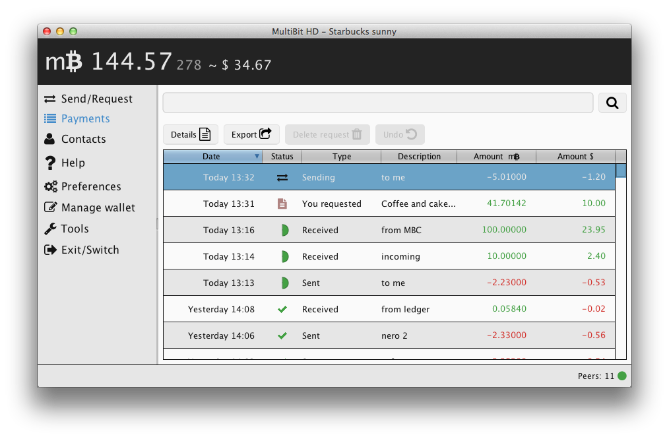 MultiBit HD – Starbucks sunny
m₿ 144.57 278 ~ $ 34.67
Send/Request
Payments
Contacts
Help
Preferences
Manage wallet
Tools
Exit/Switch
Details Export Delete request Undo
Date Status Type Description Amount m₿ Amount $
Today 13:32 Sending to me −5.01000 −1.20
Today 13:31 You requested Coffee and cake... 41.70142 10.00
Today 13:16 Received from MBC 100.00000 23.95
Today 13:14 Received incoming 10.00000 2.40
Today 13:13 Sent to me −2.23000 −0.53
Yesterday 14:08 Received from ledger 0.05840 −0.02
Yesterday 14:06 Sent nero 2 −2.33000 −0.56
Peers: 11